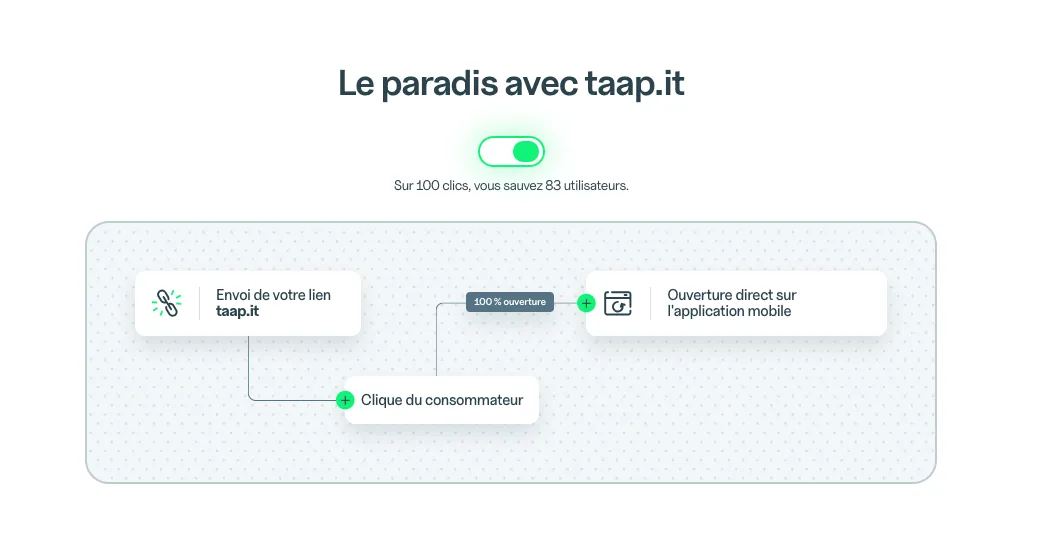 Le paradis avec taap.it
Sur 100 clics, vous sauvez 83 utilisateurs.
Envoi de votre lien
taap.it
100 % ouverture
Ouverture direct sur
l'application mobile
Clique du consommateur